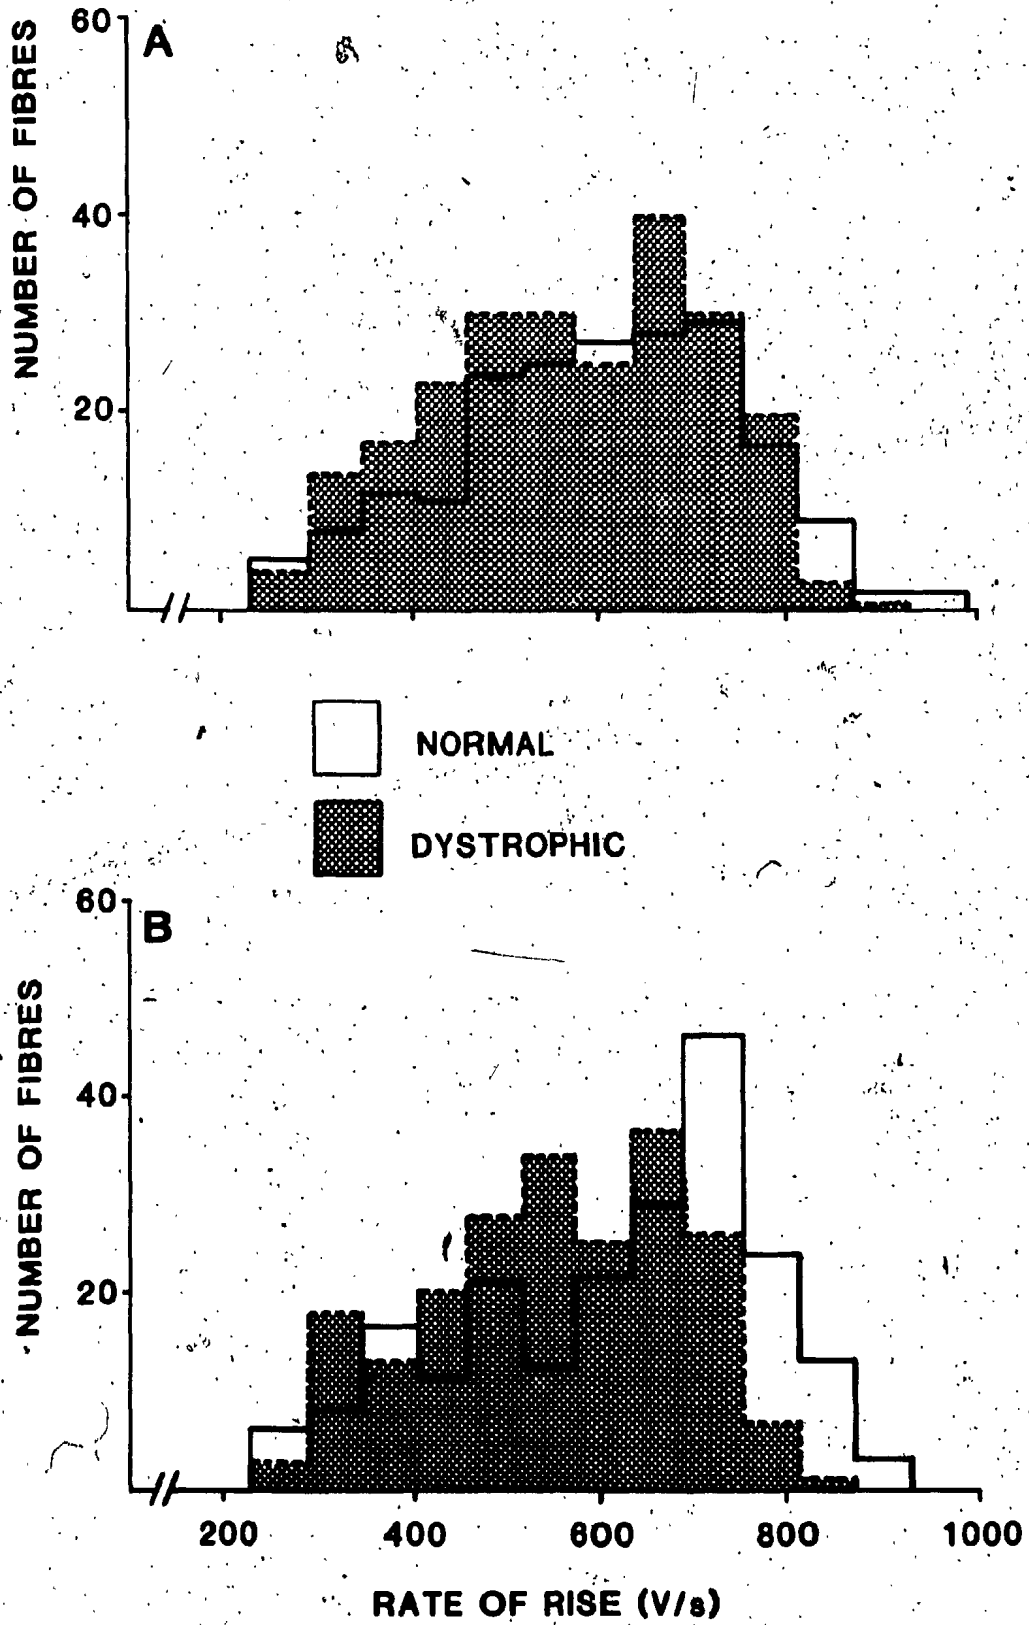 60
A
NUMBER OF FIBRES
40
20
NORMAL
DYSTROPHIC
60
B
NUMBER OF FIBRES
40
20
200 400 600 800 1000
RATE OF RISE (V/s)